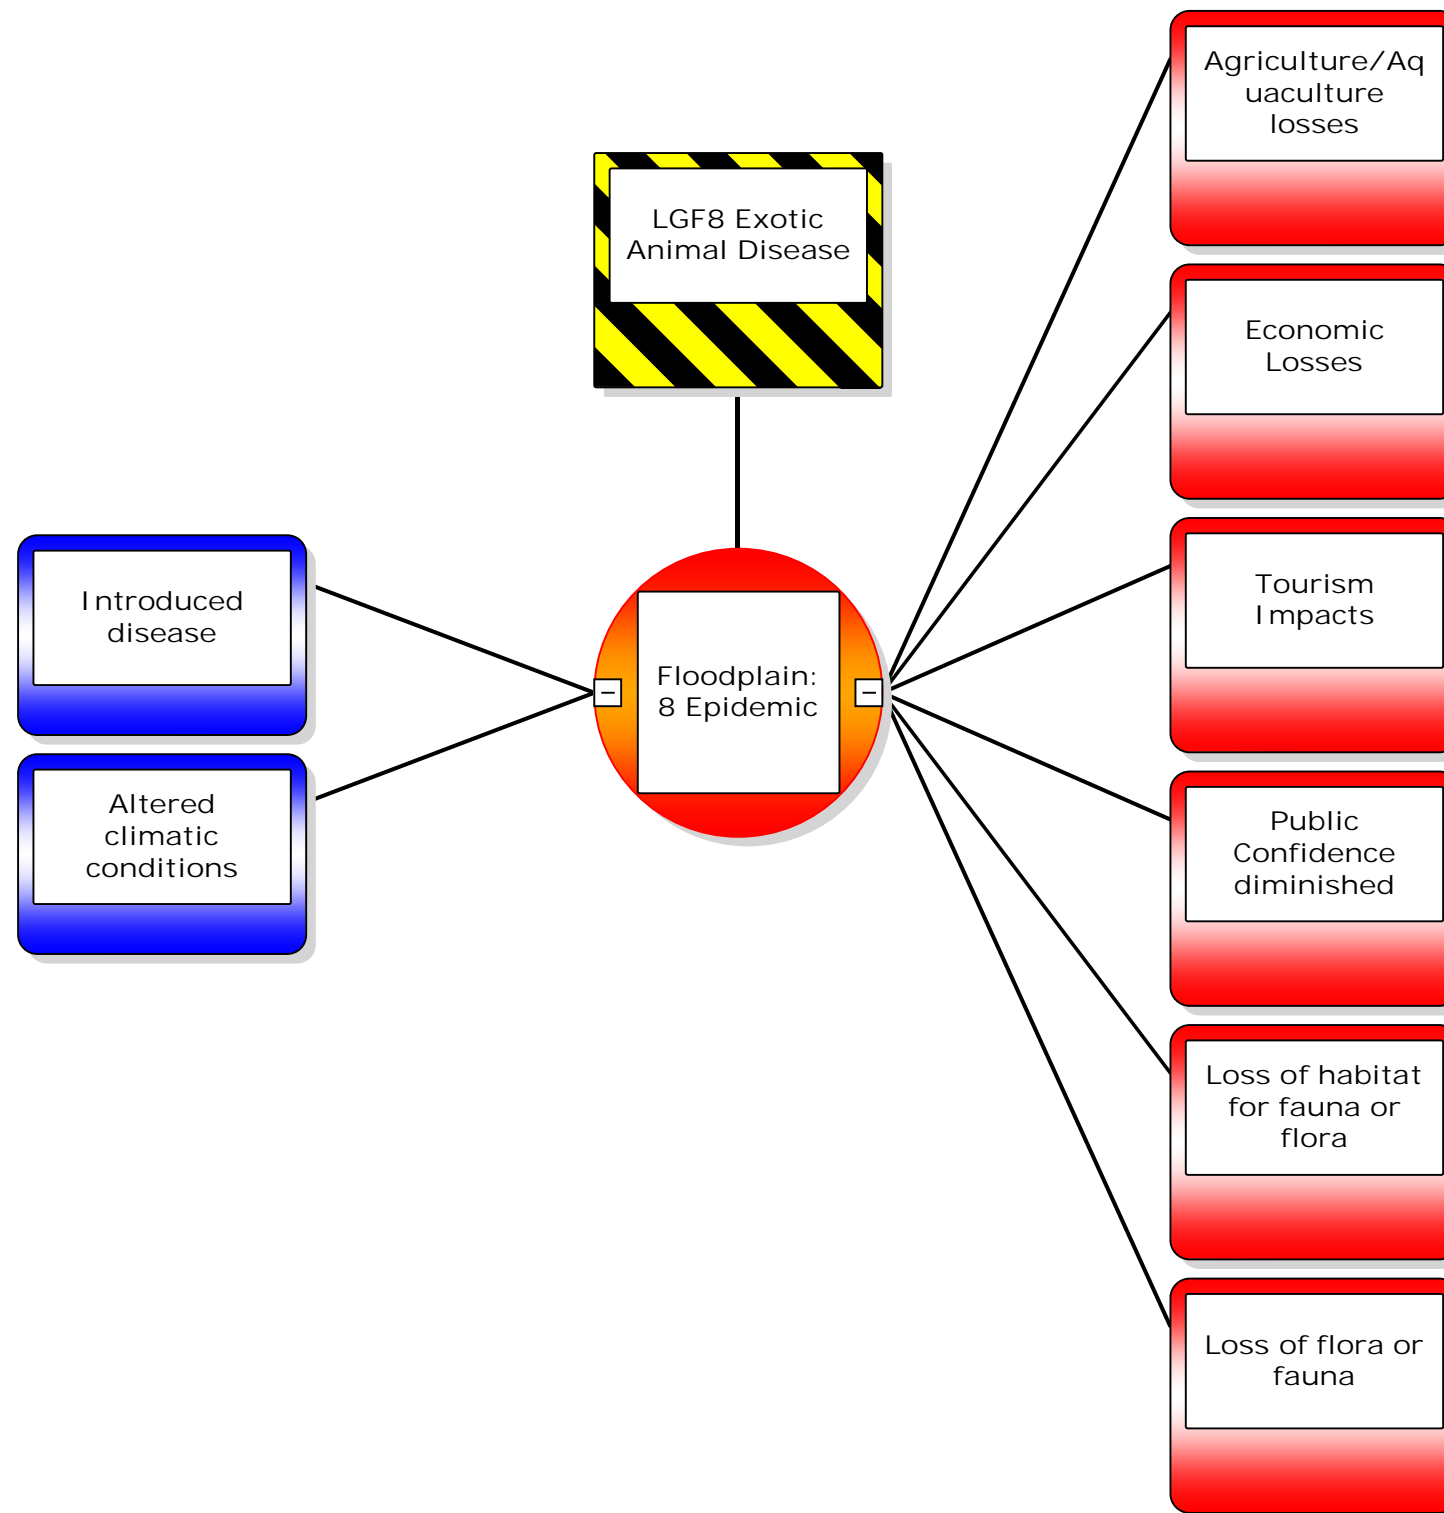 LGF8 Exotic
Animal Disease
Introduced
disease
Altered
climatic
conditions
Floodplain:
8 Epidemic
Agriculture/Aq
uaculture
losses
Economic
Losses
Tourism
Impacts
Public
Confidence
diminished
Loss of habitat
for fauna or
flora
Loss of flora or
fauna